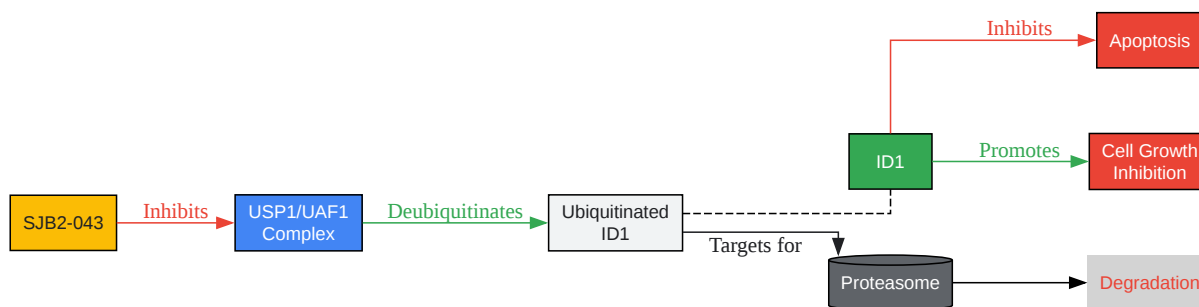 Inhibits
Apoptosis
ID1
Promotes
Cell Growth
Inhibition
SJB2-043
Inhibits
USP1/UAF1
Complex
Deubiquitinates
Ubiquitinated
ID1
Targets for
Proteasome
Degradation